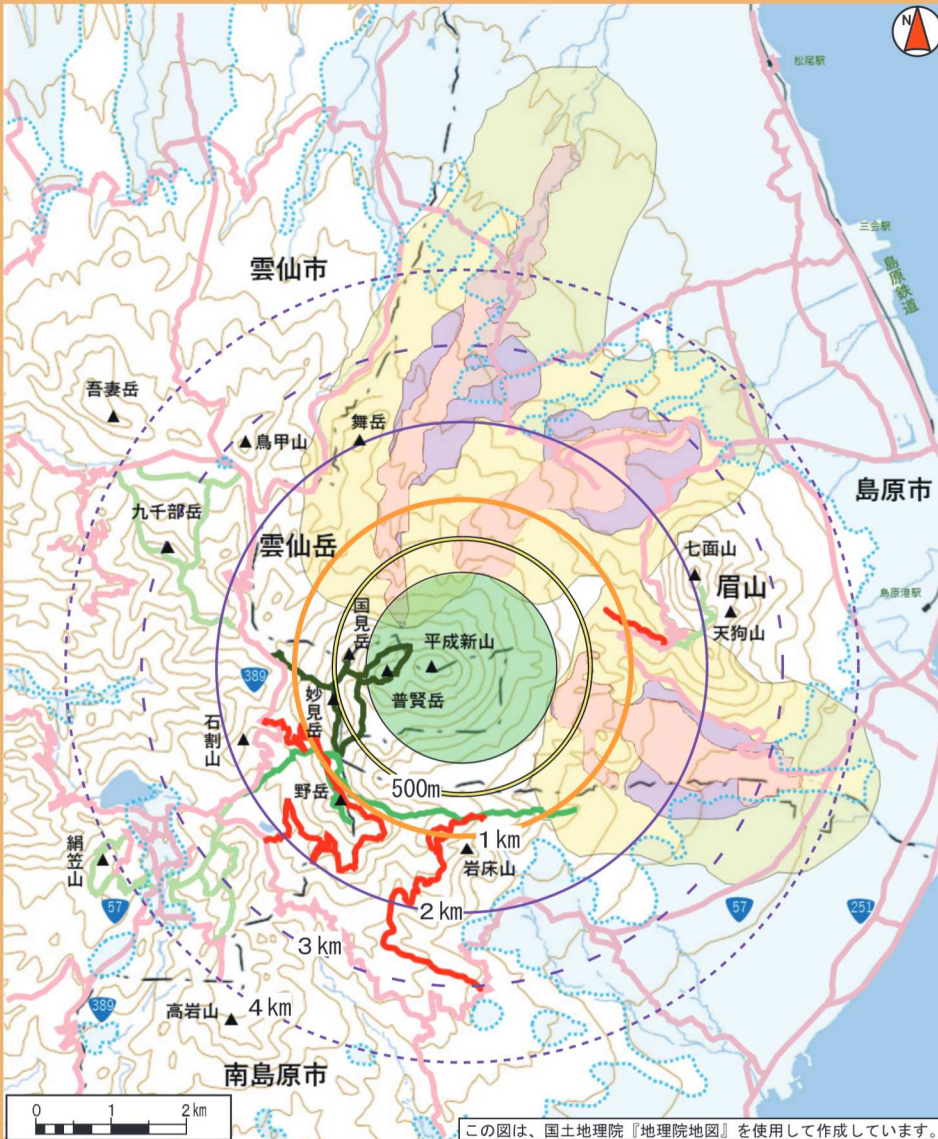 N
松尾駅
三会駅
島原鉄道
雲仙市
吾妻岳
鳥甲山
舞岳
島原市
九千部岳
雲仙岳
七面山
眉山
天狗山
島原港駅
国見岳
平成新山
普賢岳
妙見岳
389
石割山
500m
野岳
1km
岩床山
絹笠山
57
2km
57
251
3km
389
高岩山
4km
南島原市
0 1 2km
この図は、国土地理院『地理院地図』を使用して作成しています。